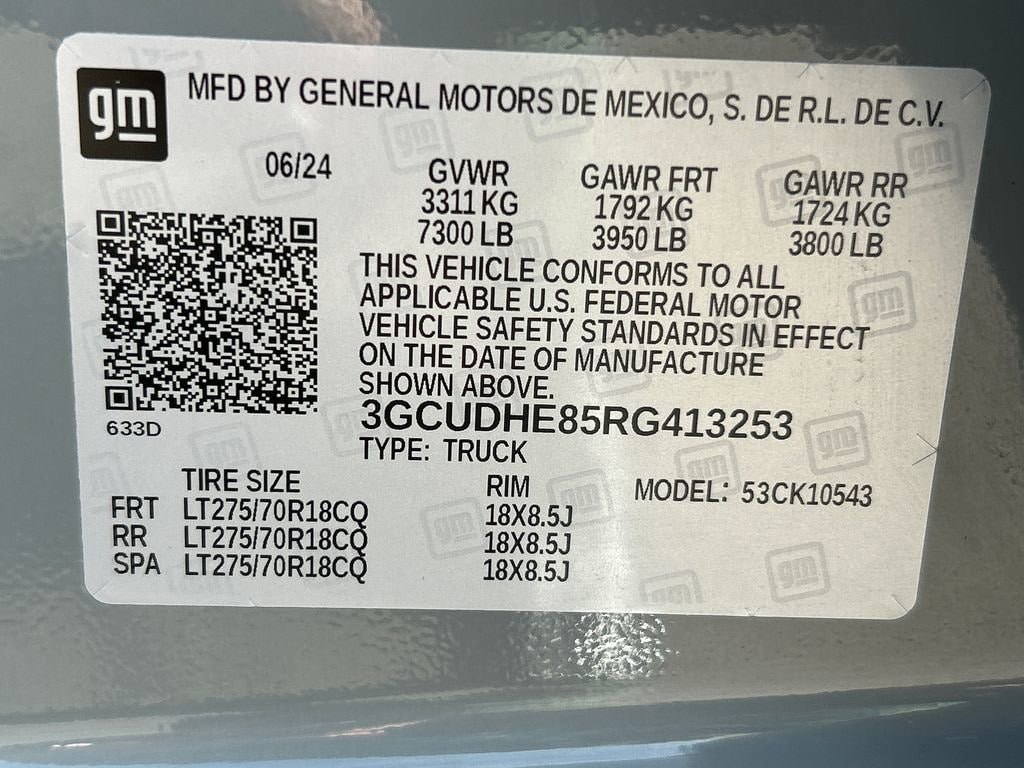 gm
MFD BY GENERAL MOTORS DE MEXICO, S. DE R.L. DE C.V.
06/24 GVWR GAWR FRT GAWR RR
3311 KG 1792 KG 1724 KG
7300 LB 3950 LB 3800 LB
THIS VEHICLE CONFORMS TO ALL
APPLICABLE U.S. FEDERAL MOTOR
VEHICLE SAFETY STANDARDS IN EFFECT
ON THE DATE OF MANUFACTURE
SHOWN ABOVE.
633D
3GCUDHE85RG413253
TYPE: TRUCK
TIRE SIZE RIM MODEL: 53CK10543
FRT LT275/70R18CQ 18X8.5J
RR LT275/70R18CQ 18X8.5J
SPA LT275/70R18CQ 18X8.5J